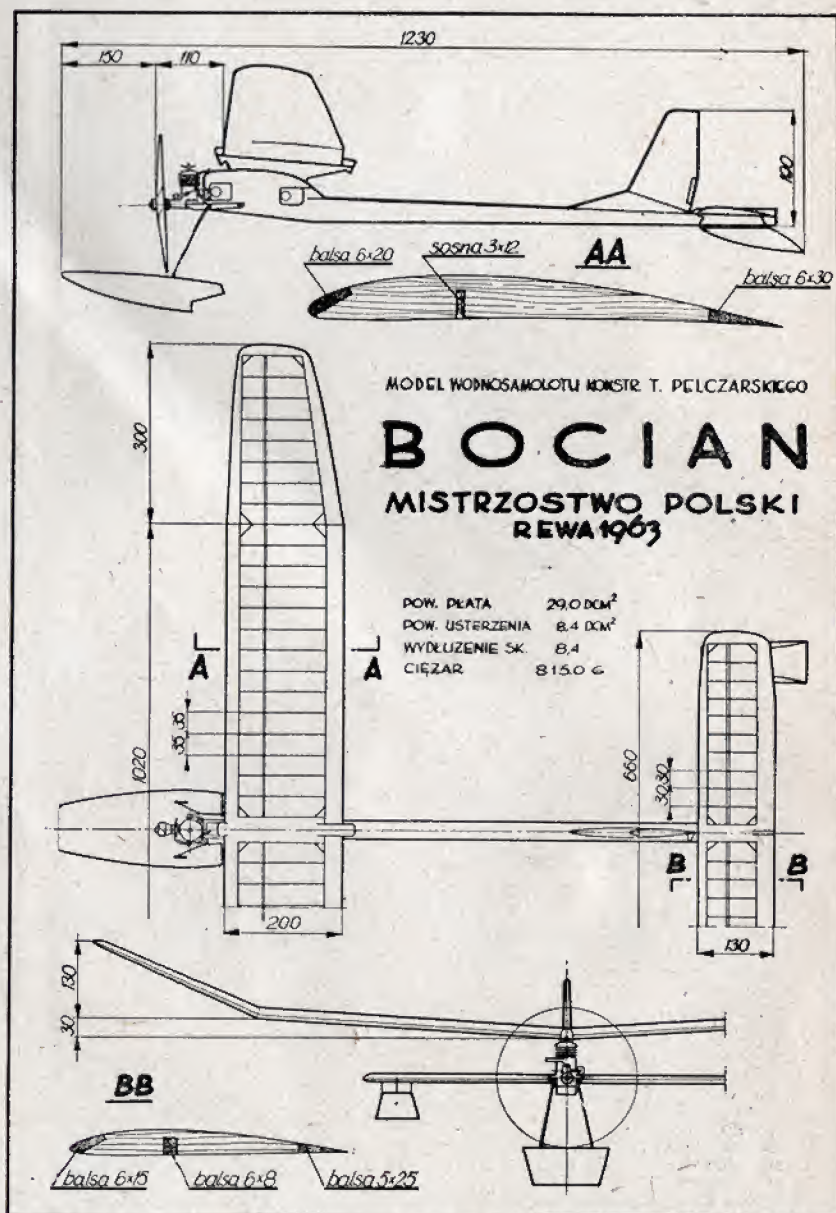 1230
150
110
190
balsa 6×20
sosna 3×12
AA
balsa 6×30
300
MODEL WODNOSAMOLOTU KONSTR. T. PELCZARSKIEGO
BOCIAN
MISTRZOSTWO POLSKI
REWA 1963
POW. PŁATA 29,0 DCM²
POW. USTERZENIA 8,4 DCM²
WYDŁUŻENIE SK. 8,4
CIĘŻAR 815.0 G
A A
35 35
1020
660
30 30
B B
200
130
130
30
BB
balsa 6×15
balsa 6×8
balsa 5×25